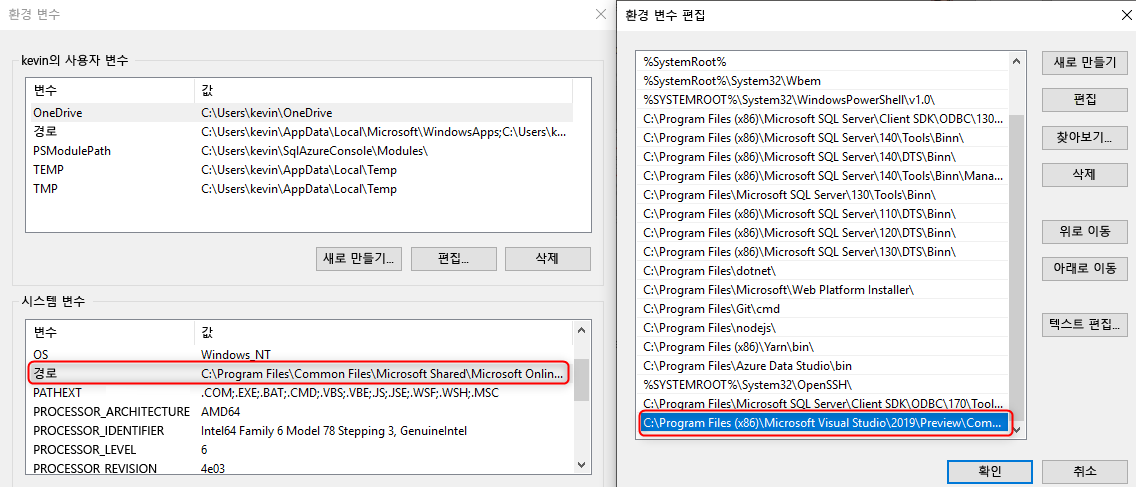 환경 변수
kevin의 사용자 변수
변수 값
OneDrive C:\Users\kevin\OneDrive
경로 C:\Users\kevin\AppData\Local\Microsoft\WindowsApps;C:\Users\k...
PSModulePath C:\Users\kevin\SqlAzureConsole\Modules\
TEMP C:\Users\kevin\AppData\Local\Temp
TMP C:\Users\kevin\AppData\Local\Temp
새로 만들기... 편집... 삭제
시스템 변수
변수 값
OS Windows_NT
경로 C:\Program Files\Common Files\Microsoft Shared\Microsoft Onlin...
PATHEXT .COM;.EXE;.BAT;.CMD;.VBS;.VBE;.JS;.JSE;.WSF;.WSH;.MSC
PROCESSOR_ARCHITECTURE AMD64
PROCESSOR_IDENTIFIER Intel64 Family 6 Model 78 Stepping 3, GenuineIntel
PROCESSOR_LEVEL 6
PROCESSOR_REVISION 4e03
환경 변수 편집
%SystemRoot%
%SystemRoot%\System32\Wbem
%SYSTEMROOT%\System32\WindowsPowerShell\v1.0\
C:\Program Files (x86)\Microsoft SQL Server\Client SDK\ODBC\130...
C:\Program Files (x86)\Microsoft SQL Server\140\Tools\Binn\
C:\Program Files (x86)\Microsoft SQL Server\140\DTS\Binn\
C:\Program Files (x86)\Microsoft SQL Server\140\Tools\Binn\Mana...
C:\Program Files\Microsoft SQL Server\130\Tools\Binn\
C:\Program Files (x86)\Microsoft SQL Server\110\DTS\Binn\
C:\Program Files (x86)\Microsoft SQL Server\120\DTS\Binn\
C:\Program Files (x86)\Microsoft SQL Server\130\DTS\Binn\
C:\Program Files\dotnet\
C:\Program Files\Microsoft\Web Platform Installer\
C:\Program Files\Git\cmd
C:\Program Files\nodejs\
C:\Program Files (x86)\Yarn\bin\
C:\Program Files\Azure Data Studio\bin
%SYSTEMROOT%\System32\OpenSSH\
C:\Program Files\Microsoft SQL Server\Client SDK\ODBC\170\Tool...
C:\Program Files (x86)\Microsoft Visual Studio\2019\Preview\Com...
새로 만들기
편집
찾아보기...
삭제
위로 이동
아래로 이동
텍스트 편집...
확인 취소